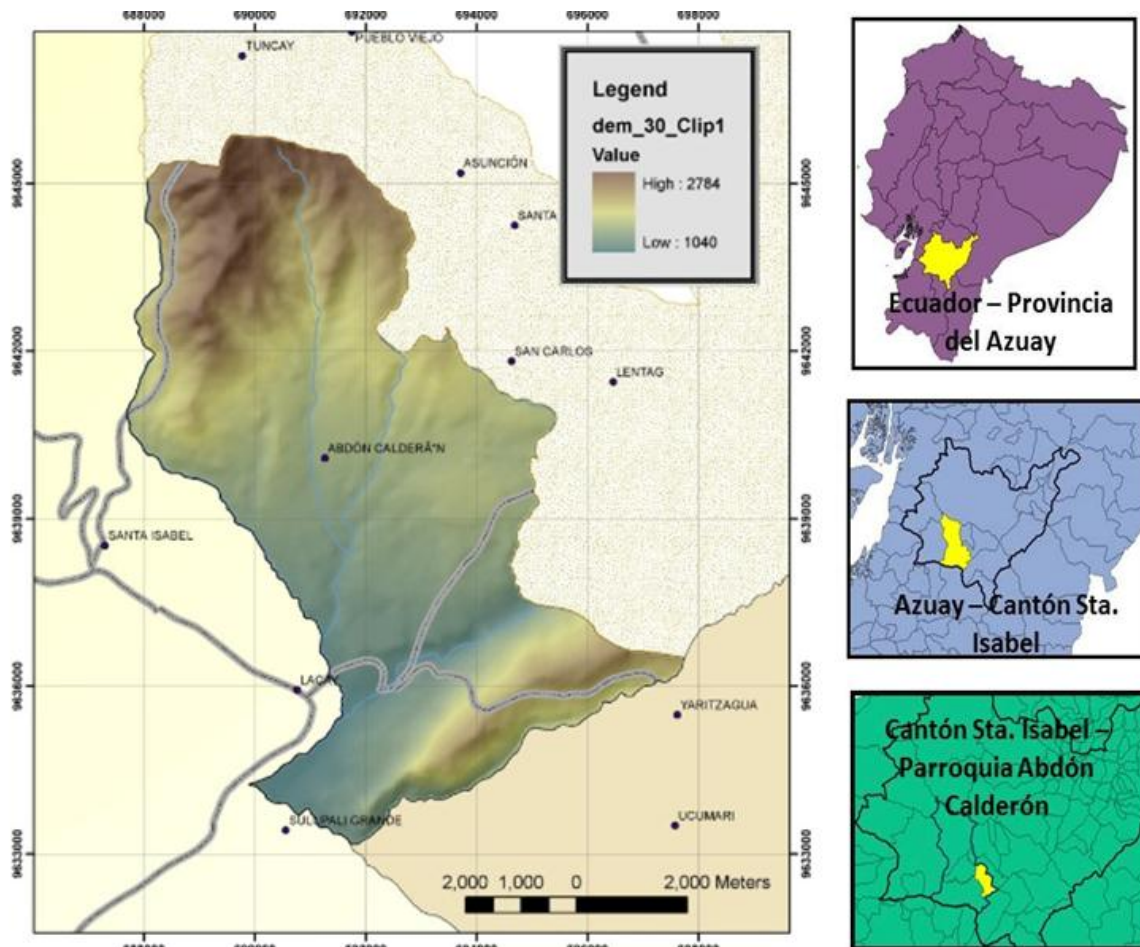 688000 690000 692000 694000 696000 698000
TUNCAY
PUEBLO VIEJO
Legend
dem_30_Clip1
Value
High : 2784
Low : 1040
ASUNCIÓN
SANTA
SAN CARLOS
LENTAG
ABDÓN CALDERÃ"N
SANTA ISABEL
YARITZAGUA
UCUMARI
SULUPALI GRANDE
2,000 1,000 0 2,000 Meters
9645000
9642000
9639000
9636000
9633000
9645000
9642000
9639000
9636000
9633000
Ecuador – Provincia
del Azuay
Azuay – Cantón Sta.
Isabel
Cantón Sta. Isabel –
Parroquia Abdón
Calderón